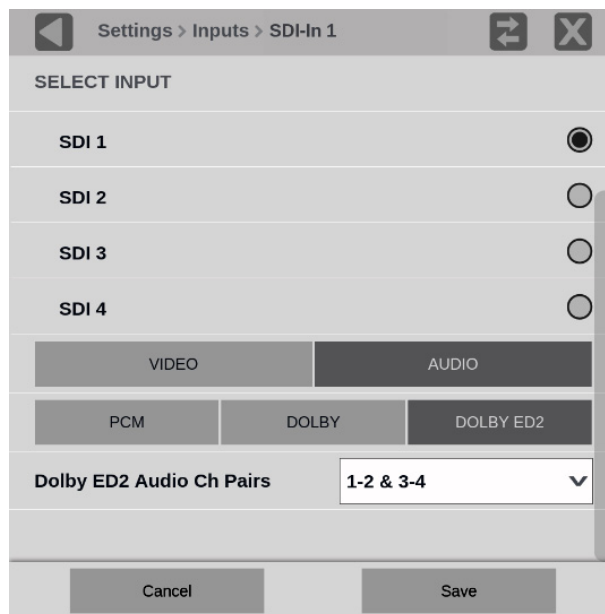 Settings > Inputs > SDI-In 1
SELECT INPUT
SDI 1
SDI 2
SDI 3
SDI 4
VIDEO AUDIO
PCM DOLBY DOLBY ED2
Dolby ED2 Audio Ch Pairs 1-2 & 3-4
Cancel Save